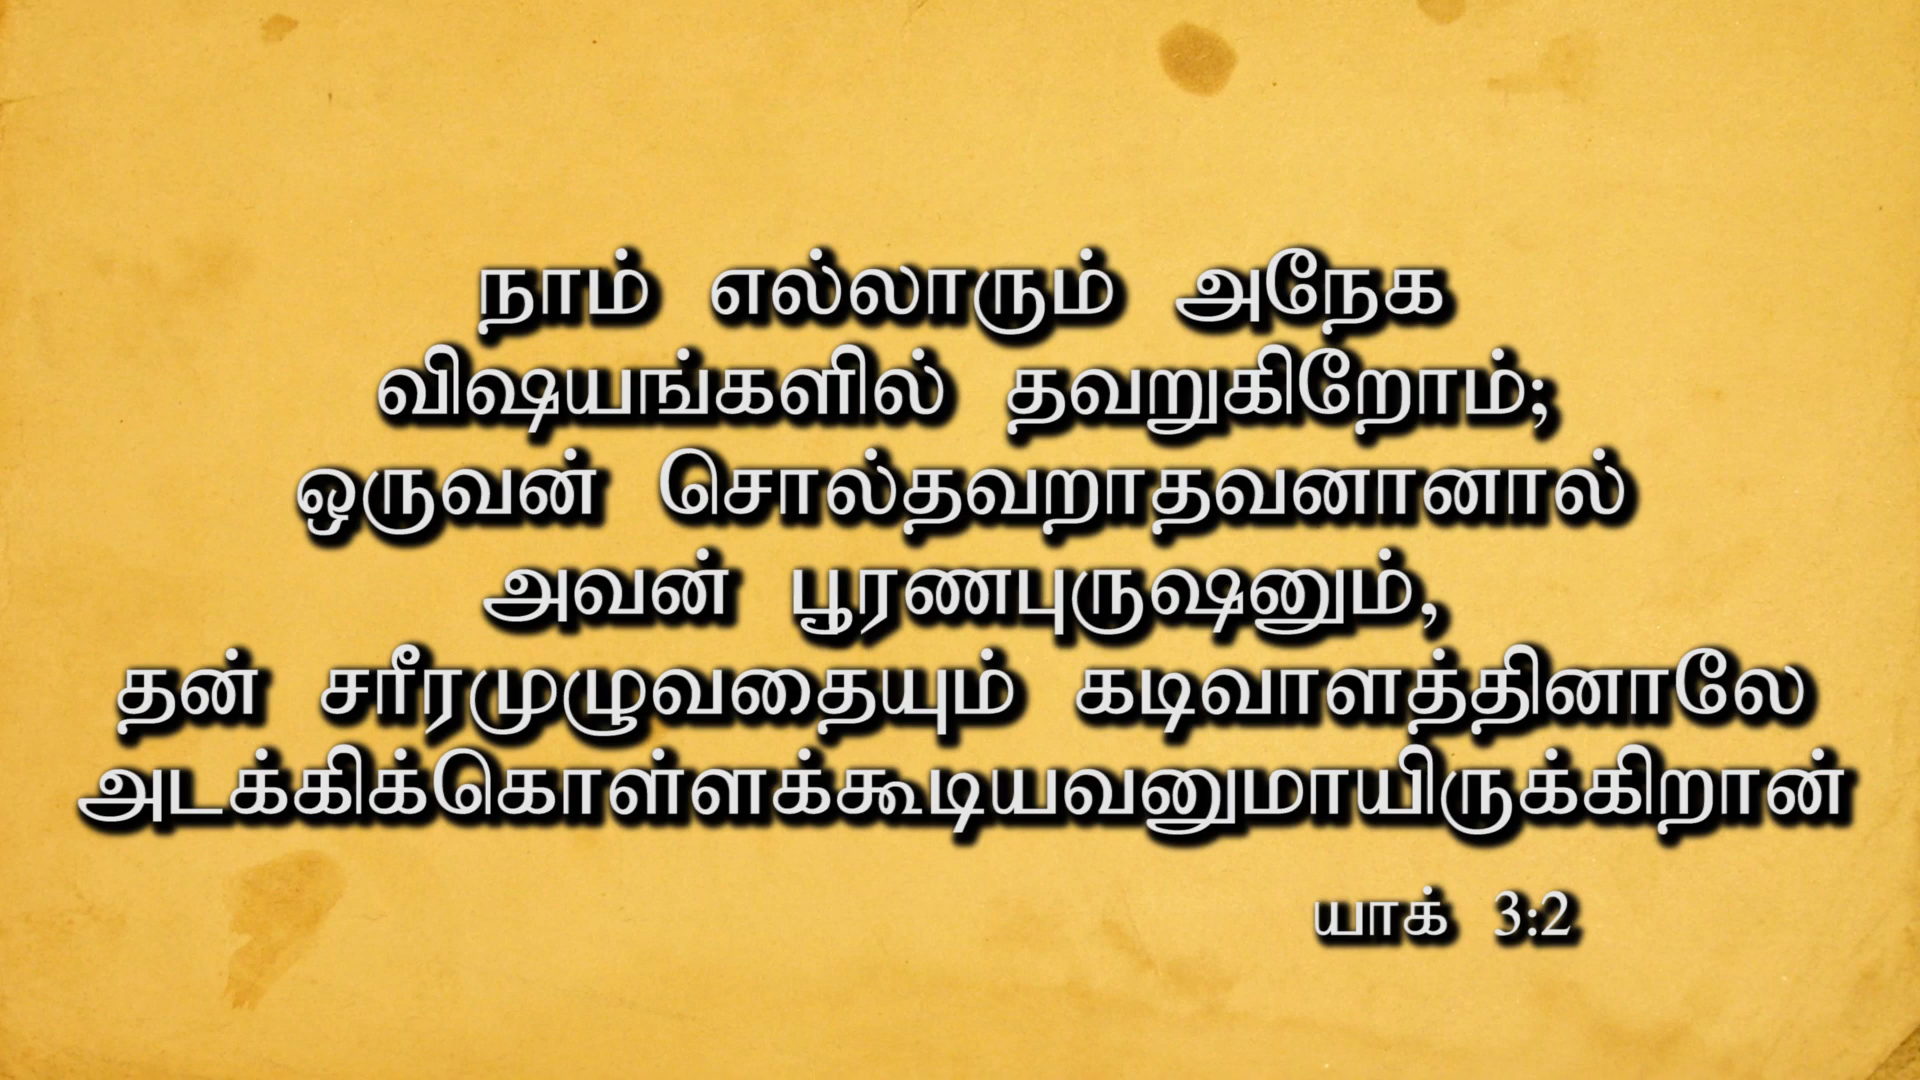 நாம் எல்லாரும் அநேக
விஷயங்களில் தவறுகிறோம்;
ஒருவன் சொல்தவறாதவனானால்
அவன் பூரணபுருஷனும்,
தன் சரீரமுழுவதையும் கடிவாளத்தினாலே
அடக்கிக்கொள்ளக்கூடியவனுமாயிருக்கிறான்
யாக் 3:2